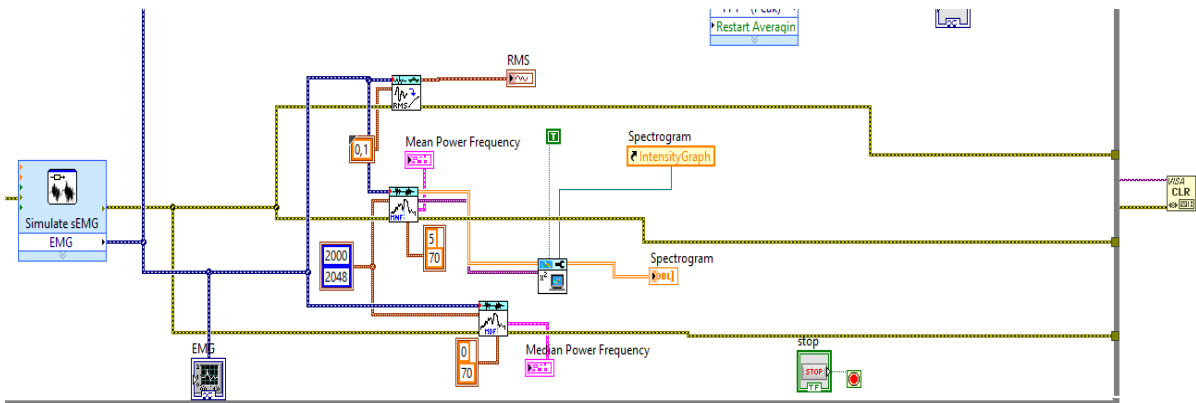 Restart Averagin
RMS
RMS
0,1
Mean Power Frequency
T
Spectrogram
IntensityGraph
VISA
CLR
Simulate sEMG
EMG
MNF
5
70
2000
2048
Spectrogram
DBL]
MDF
EMG
0
70
Median Power Frequency
stop
STOP
TF